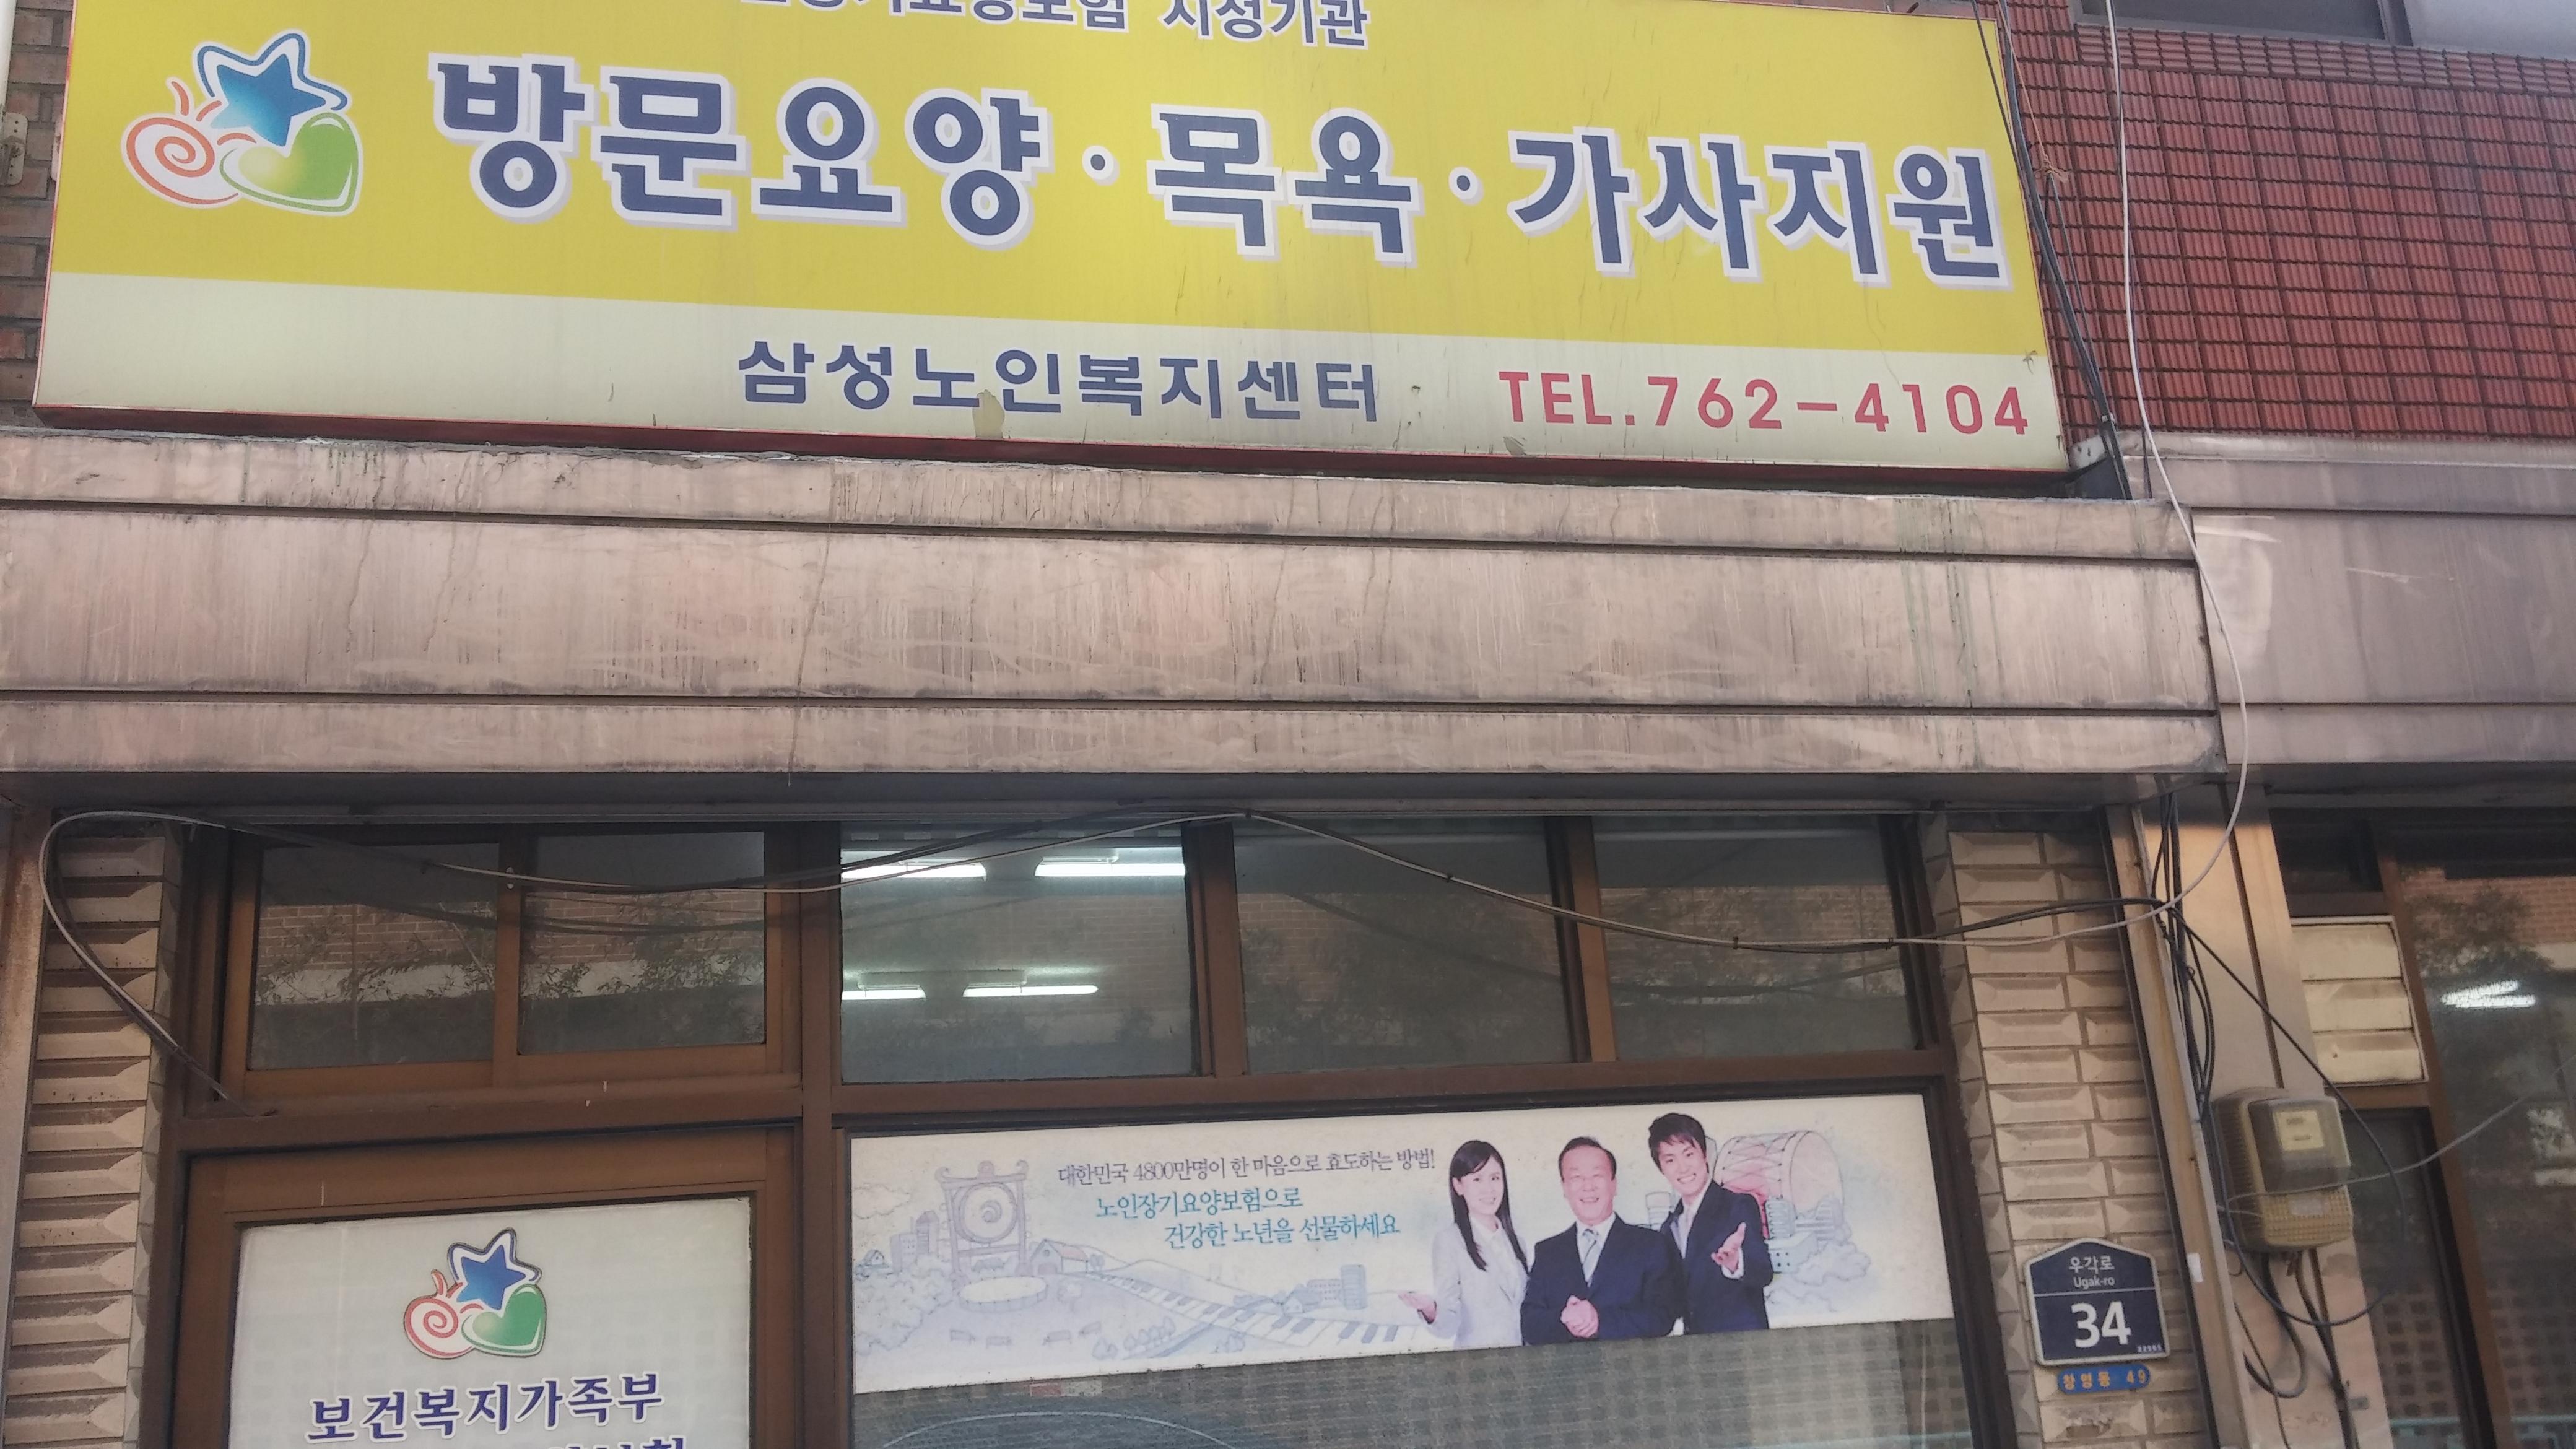 지정기관
방문요양·목욕·가사지원
삼성노인복지센터 TEL.762-4104
대한민국 4800만명이 한 마음으로 효도하는 방법!
노인장기요양보험으로
건강한 노년을 선물하세요
우각로
Ugak-ro
34
창영동 49
보건복지가족부